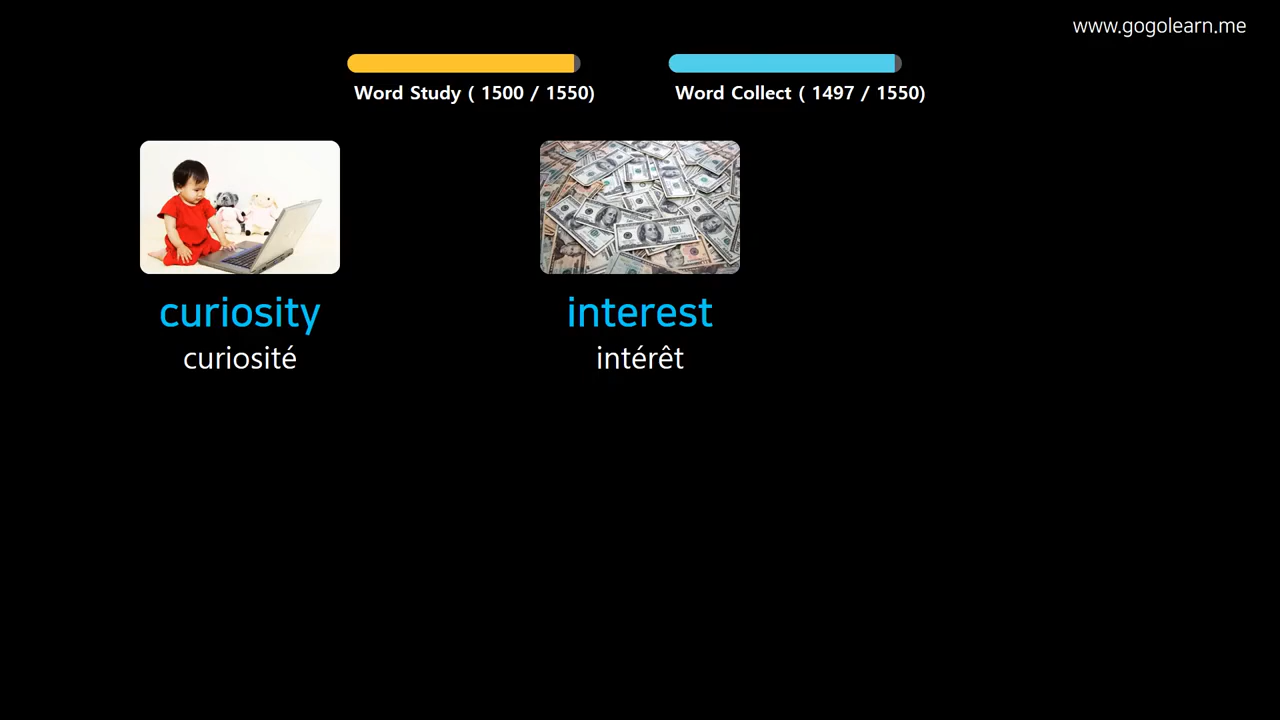 www.gogolearn.me
Word Study ( 1500 / 1550)
Word Collect ( 1497 / 1550)
curiosity
interest
curiosité
intérêt